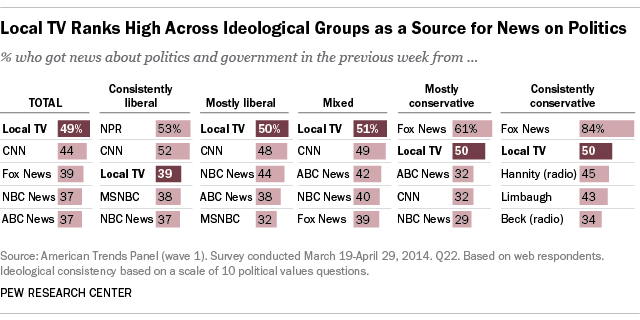 Local TV Ranks High Across Ideological Groups as a Source for News on Politics
% who got news about politics and government in the previous week from ...
TOTAL
Consistently liberal
Mostly liberal
Mixed
Mostly conservative
Consistently conservative
Local TV 49% NPR 53% Local TV 50% Local TV 51% Fox News 61% Fox News 84%
CNN 44 CNN 52 CNN 48 CNN 49 Local TV 50 Local TV 50
Fox News 39 Local TV 39 NBC News 44 ABC News 42 ABC News 32 Hannity (radio) 45
NBC News 37 MSNBC 38 ABC News 38 NBC News 40 CNN 32 Limbaugh 43
ABC News 37 NBC News 37 MSNBC 32 Fox News 39 NBC News 29 Beck (radio) 34
Source: American Trends Panel (wave 1). Survey conducted March 19-April 29, 2014. Q22. Based on web respondents.
Ideological consistency based on a scale of 10 political values questions.
PEW RESEARCH CENTER